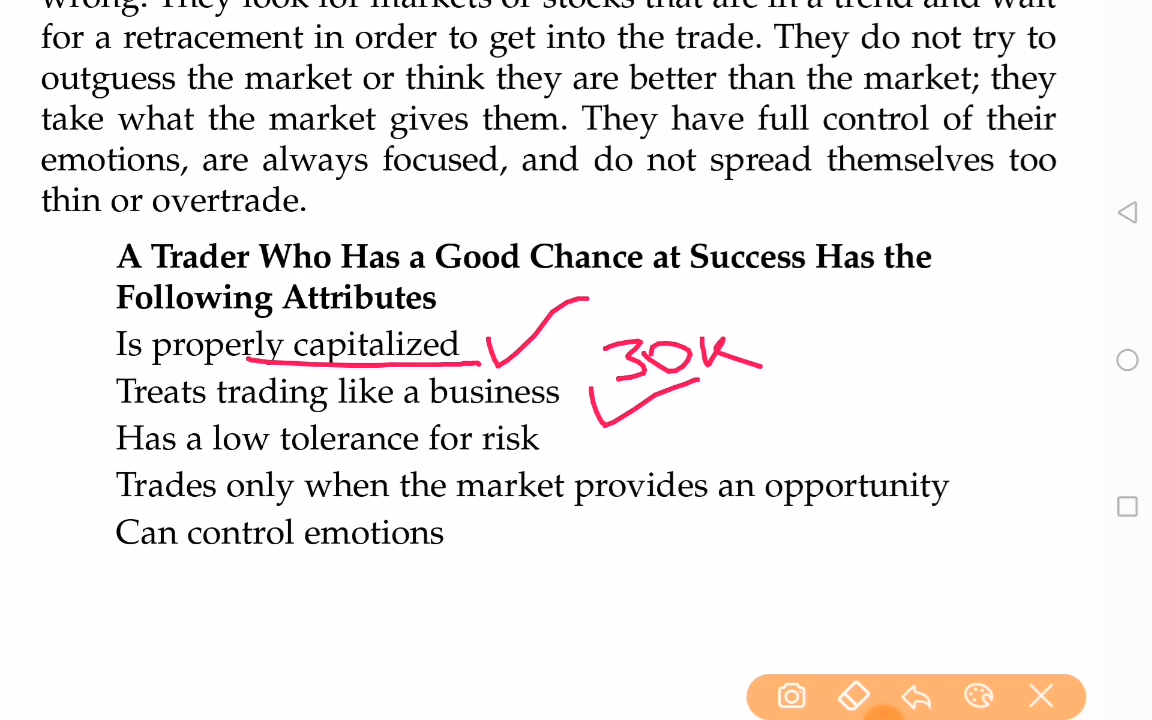 for a retracement in order to get into the trade. They do not try to
outguess the market or think they are better than the market; they
take what the market gives them. They have full control of their
emotions, are always focused, and do not spread themselves too
thin or overtrade.
A Trader Who Has a Good Chance at Success Has the
Following Attributes
Is properly capitalized
30K
Treats trading like a business
Has a low tolerance for risk
Trades only when the market provides an opportunity
Can control emotions